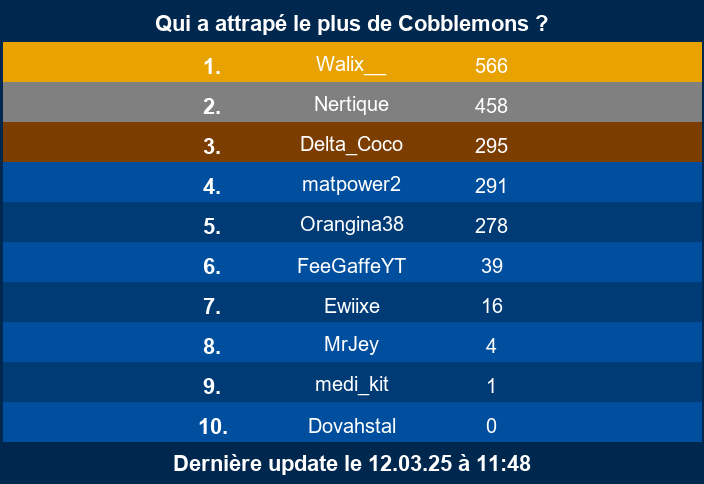 Qui a attrapé le plus de Cobblemons ?
1. Walix__ 566
2. Nertique 458
3. Delta_Coco 295
4. matpower2 291
5. Orangina38 278
6. FeeGaffeYT 39
7. Ewiixe 16
8. MrJey 4
9. medi_kit 1
10. Dovahstal 0
Dernière update le 12.03.25 à 11:48